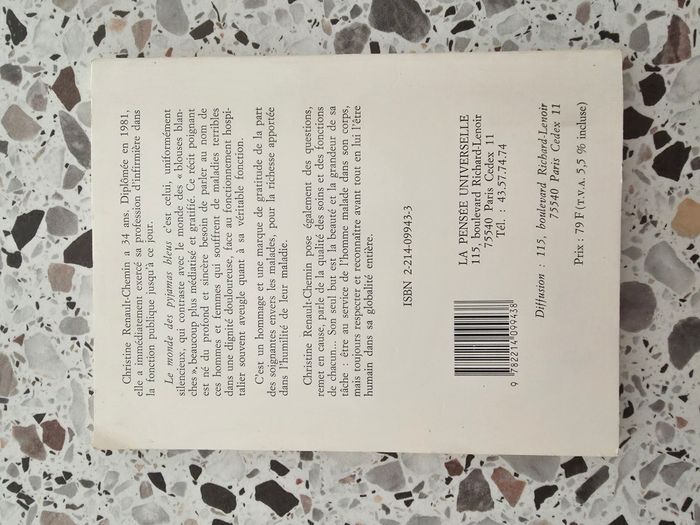 Christine Renault-Chemin a 34 ans. Diplômée en 1981,
elle a immédiatement exercé sa profession d'infirmière dans
la fonction publique jusqu'à ce jour.
Le monde des pyjamas bleus c'est celui, uniformément
silencieux, qui contraste avec le monde des « blouses blan-
ches », beaucoup plus médiatisé et gratifié. Ce récit poignant
est né du profond et sincère besoin de parler au nom de
ces hommes et femmes qui souffrent de maladies terribles
dans une dignité douloureuse, face au fonctionnement hospi-
talier souvent aveugle quant à sa véritable fonction.
C'est un hommage et une marque de gratitude de la part
des soignantes envers les malades, pour la richesse apportée
dans l'humilité de leur maladie.
Christine Renault-Chemin pose également des questions,
remet en cause, parle de la qualité des soins et des fonctions
de chacun... Son seul but est la beauté et la grandeur de sa
tâche : être au service de l'homme malade dans son corps,
mais toujours respecter et reconnaître avant tout en lui l'être
humain dans sa globalité entière.
ISBN 2-214-09943-3
9 782214 099438
LA PENSÉE UNIVERSELLE
115, boulevard Richard-Lenoir
75540 Paris Cedex 11
Tél. : 43.57.74.74
Diffusion : 115, boulevard Richard-Lenoir
75540 Paris Cedex 11
Prix : 79 F (T.V.A. 5,5 % incluse)